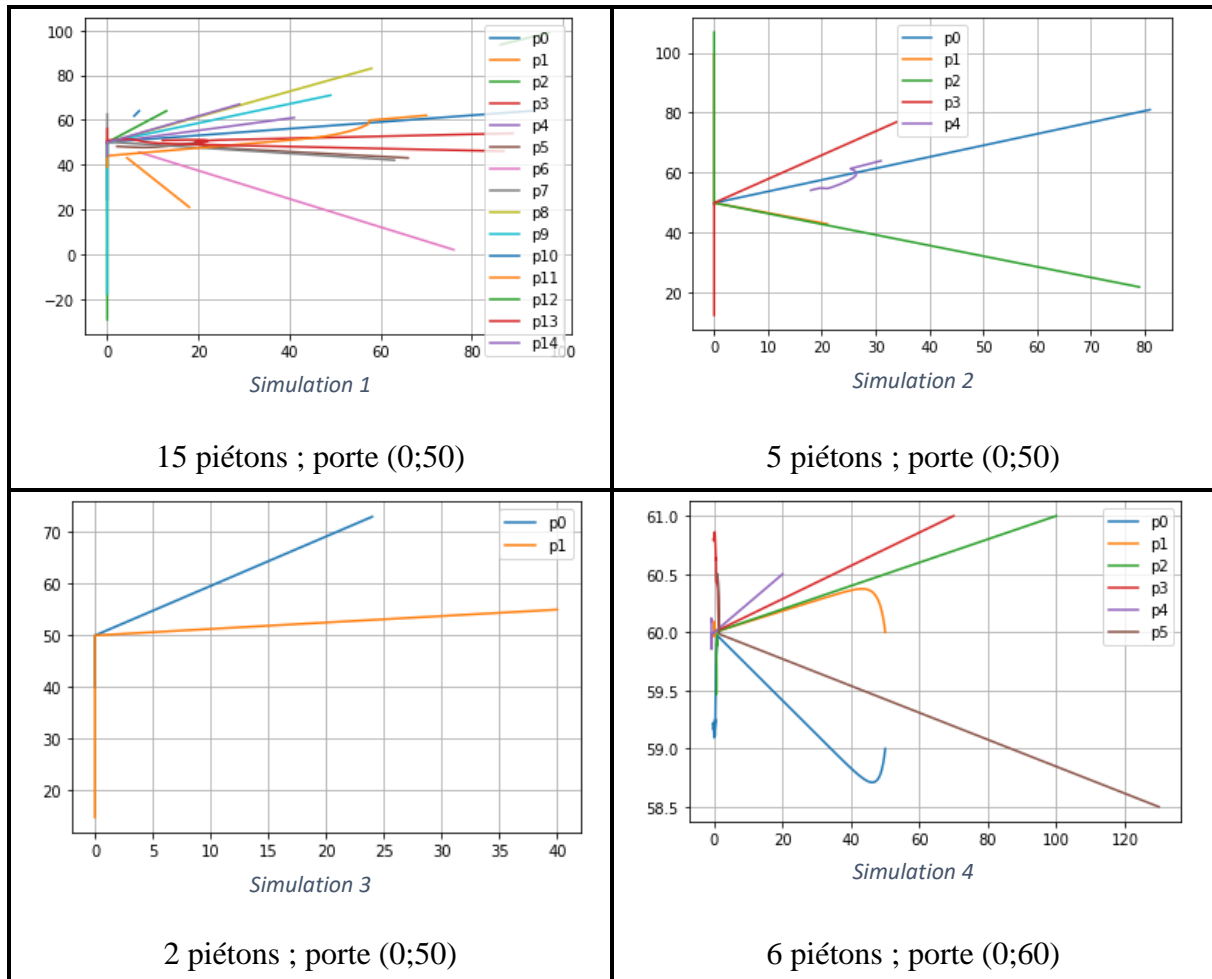 100
80
60
40
20
0
−20
0
20
40
60
80
100
p0
p1
p2
p3
p4
p5
p6
p7
p8
p9
p10
p11
p12
p13
p14
Simulation 1
15 piétons ; porte (0;50)
100
80
60
40
20
0
10
20
30
40
50
60
70
80
p0
p1
p2
p3
p4
Simulation 2
5 piétons ; porte (0;50)
70
60
50
40
30
20
0
5
10
15
20
25
30
35
40
p0
p1
Simulation 3
2 piétons ; porte (0;50)
61.0
60.5
60.0
59.5
59.0
58.5
0
20
40
60
80
100
120
p0
p1
p2
p3
p4
p5
Simulation 4
6 piétons ; porte (0;60)